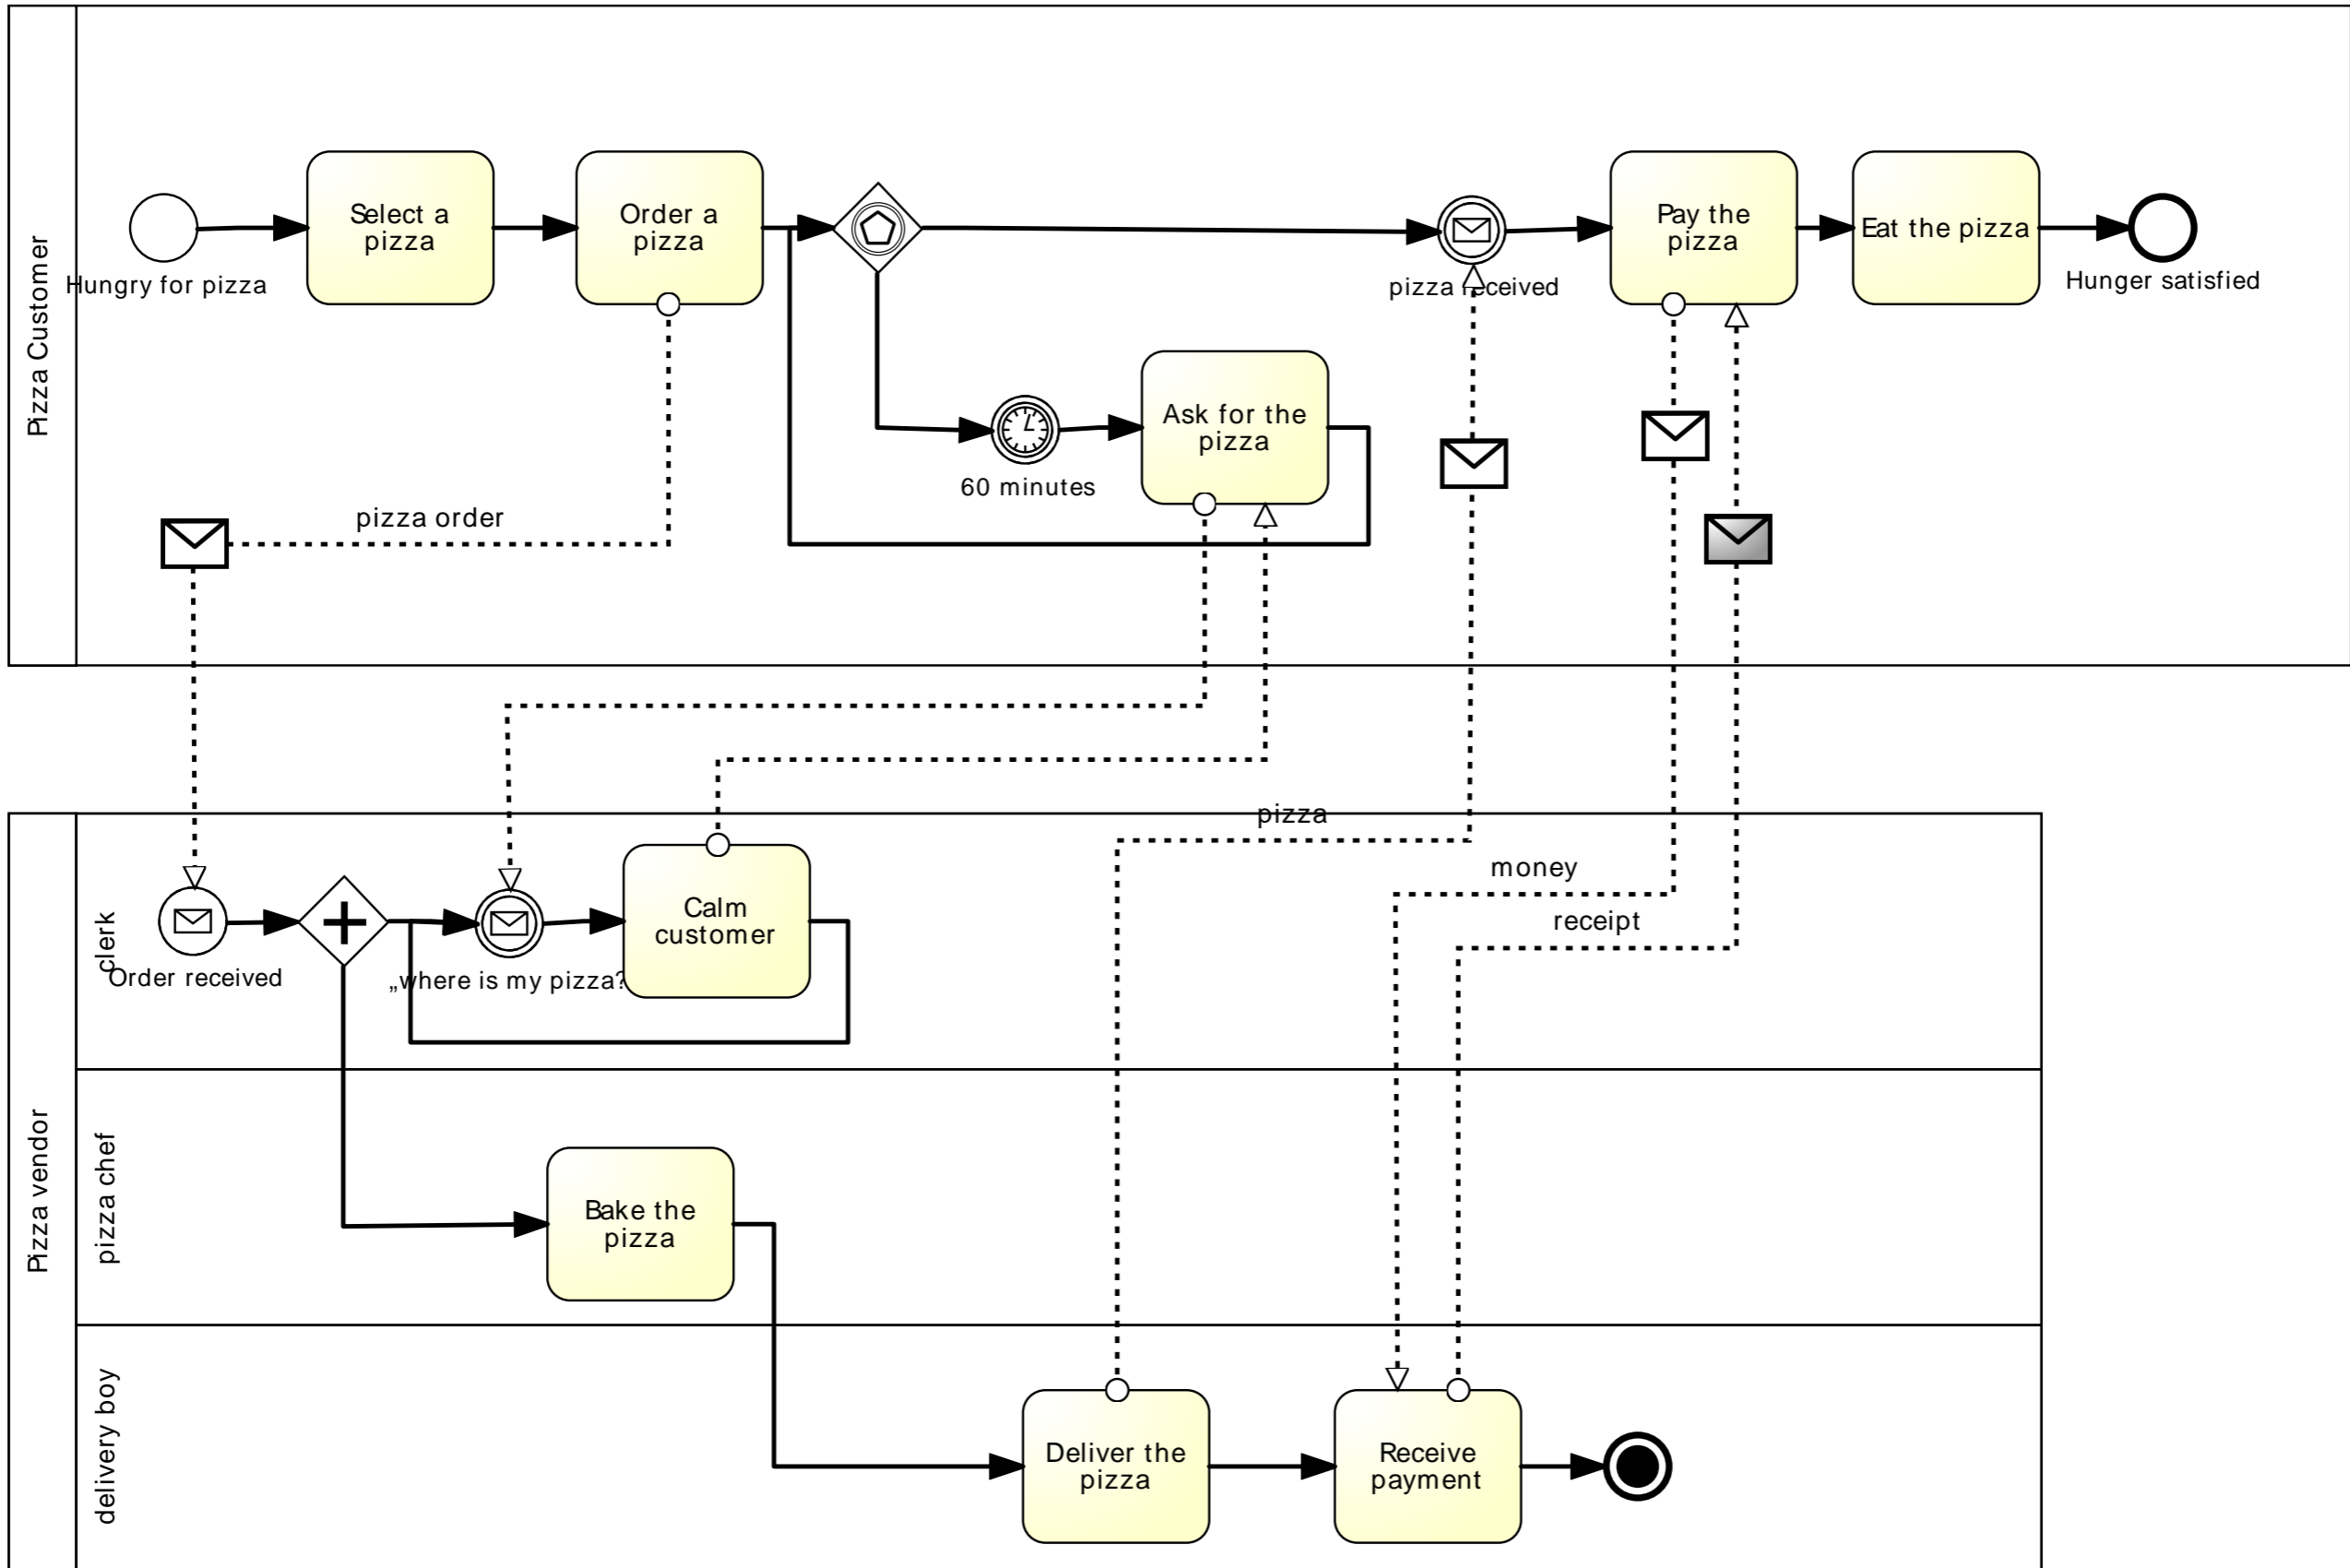 Pizza Customer
Hungry for pizza
Select a
pizza
Order a
pizza
pizza received
Pay the
pizza
Eat the pizza
Hunger satisfied
60 minutes
Ask for the
pizza
pizza order
Pizza vendor
clerk
Order received
„where is my pizza?
Calm
customer
pizza
money
receipt
pizza chef
Bake the
pizza
delivery boy
Deliver the
pizza
Receive
payment